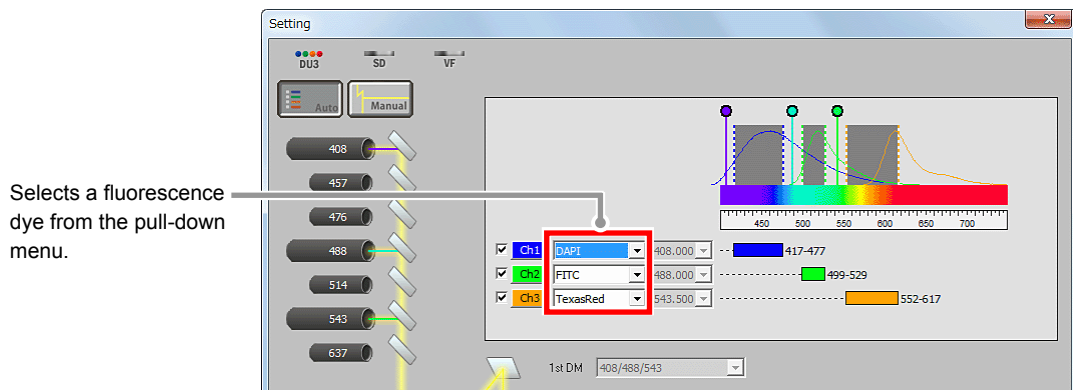 Setting
DU3 SD VF
Auto Manual
408
457
476
488
514
543
637
Selects a fluorescence
dye from the pull-down
menu.
450 500 550 600 650 700
Ch1 DAPI 408.000 417-477
Ch2 FITC 488.000 499-529
Ch3 TexasRed 543.500 552-617
1st DM 408/488/543